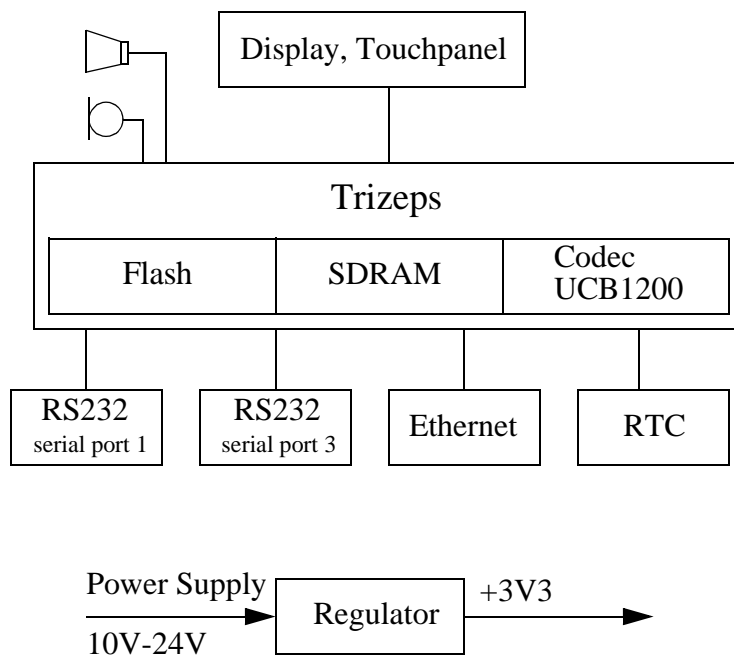 Display, Touchpanel
Trizeps
Flash
SDRAM
Codec
UCB1200
RS232
serial port 1
RS232
serial port 3
Ethernet
RTC
Power Supply
10V-24V
Regulator
+3V3